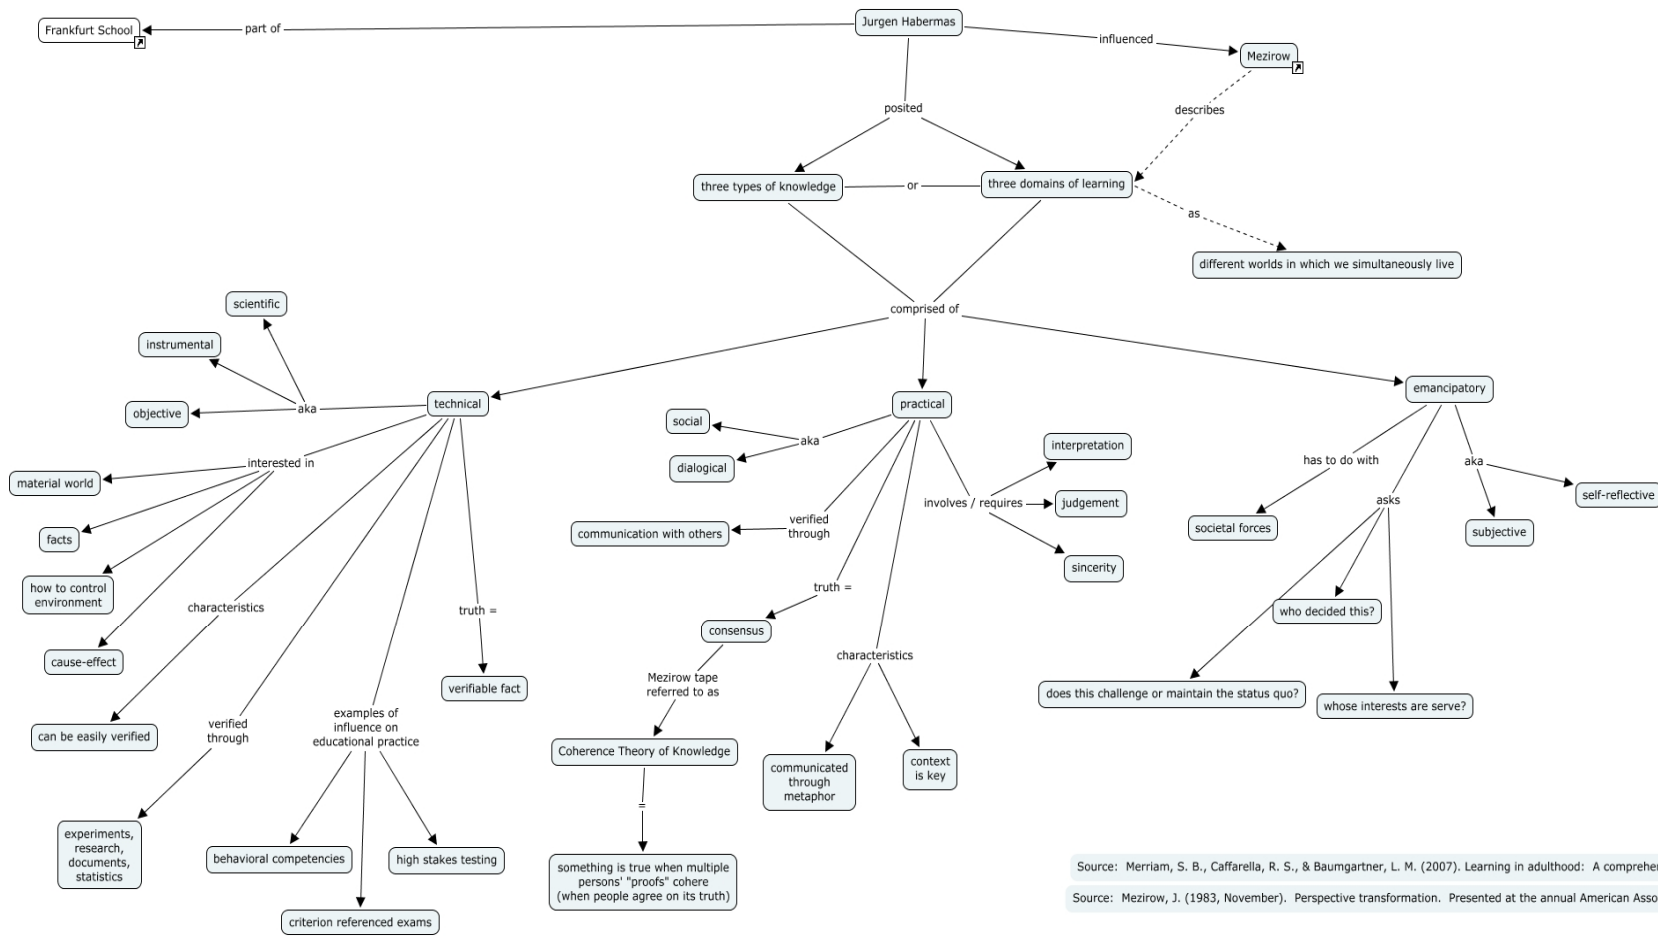 Jurgen Habermas
part of
Frankfurt School
influenced
Mezirow
describes
posited
three types of knowledge
or
three domains of learning
as
different worlds in which we simultaneously live
comprised of
technical
aka
scientific
instrumental
objective
interested in
material world
facts
how to control
environment
cause-effect
characteristics
can be easily verified
verified
through
experiments,
research,
documents,
statistics
examples of
influence on
educational practice
behavioral competencies
criterion referenced exams
high stakes testing
truth =
verifiable fact
practical
aka
social
dialogical
verified
through
communication with others
truth =
consensus
Mezirow tape
referred to as
Coherence Theory of Knowledge
=
something is true when multiple
persons' "proofs" cohere
(when people agree on its truth)
characteristics
communicated
through
metaphor
context
is key
involves / requires
interpretation
judgement
sincerity
emancipatory
has to do with
societal forces
asks
who decided this?
does this challenge or maintain the status quo?
whose interests are serve?
aka
subjective
self-reflective
Source: Merriam, S. B., Caffarella, R. S., & Baumgartner, L. M. (2007). Learning in adulthood: A comprehe
Source: Mezirow, J. (1983, November). Perspective transformation. Presented at the annual American Asso